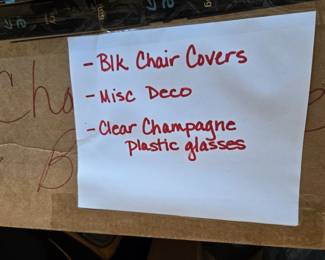 - Blk Chair Covers
- Misc Deco
- Clear Champagne
Plastic glasses